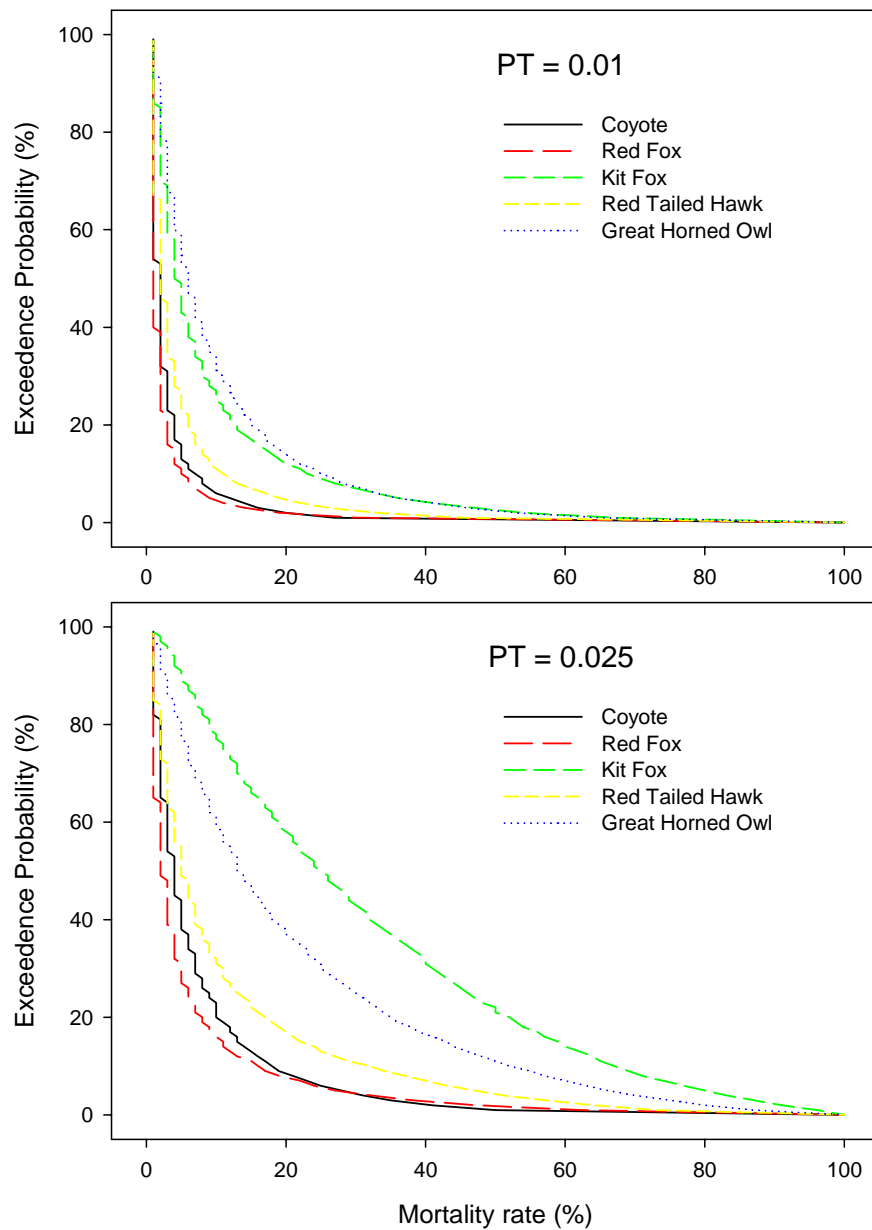 100
80
60
40
20
0
Exceedence Probability (%)
PT = 0.01
Coyote
Red Fox
Kit Fox
Red Tailed Hawk
Great Horned Owl
0 20 40 60 80 100
100
80
60
40
20
0
Exceedence Probability (%)
PT = 0.025
Coyote
Red Fox
Kit Fox
Red Tailed Hawk
Great Horned Owl
0 20 40 60 80 100
Mortality rate (%)